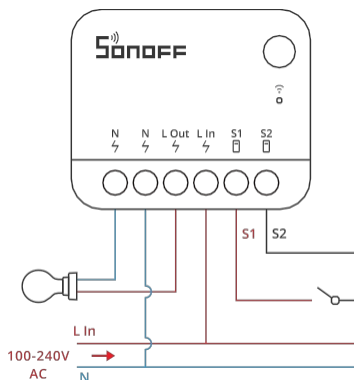 SONOFF
N N L Out L In S1 S2
S1 S2
L In
100-240V
AC
N